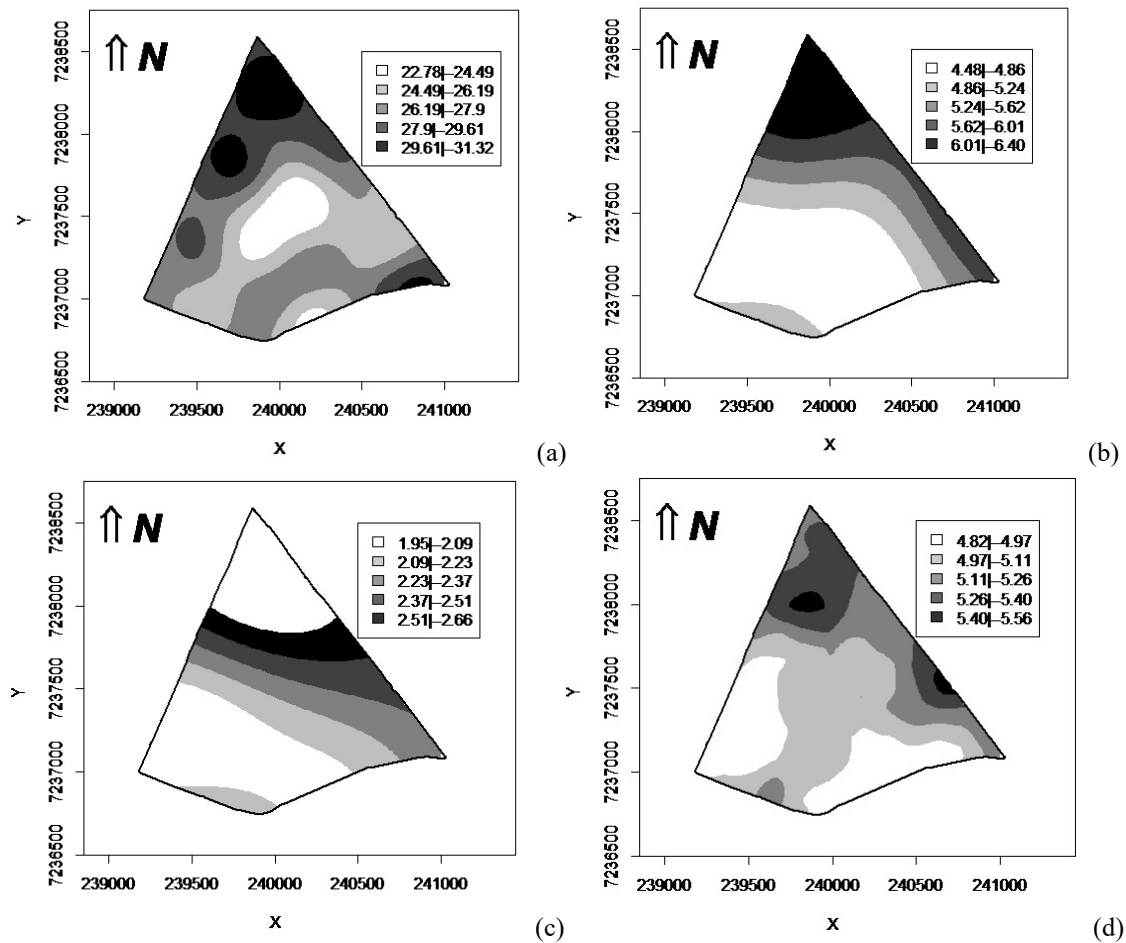 N
22.78|–24.49
24.49|–26.19
26.19|–27.9
27.9|–29.61
29.61|–31.32
Y
7236500 7237000 7237500 7238000 7238500
239000 239500 240000 240500 241000
X
(a)
N
4.48|–4.86
4.86|–5.24
5.24|–5.62
5.62|–6.01
6.01|–6.40
Y
7236500 7237000 7237500 7238000 7238500
239000 239500 240000 240500 241000
X
(b)
N
1.95|–2.09
2.09|–2.23
2.23|–2.37
2.37|–2.51
2.51|–2.66
Y
7236500 7237000 7237500 7238000 7238500
239000 239500 240000 240500 241000
X
(c)
N
4.82|–4.97
4.97|–5.11
5.11|–5.26
5.26|–5.40
5.40|–5.56
Y
7236500 7237000 7237500 7238000 7238500
239000 239500 240000 240500 241000
X
(d)